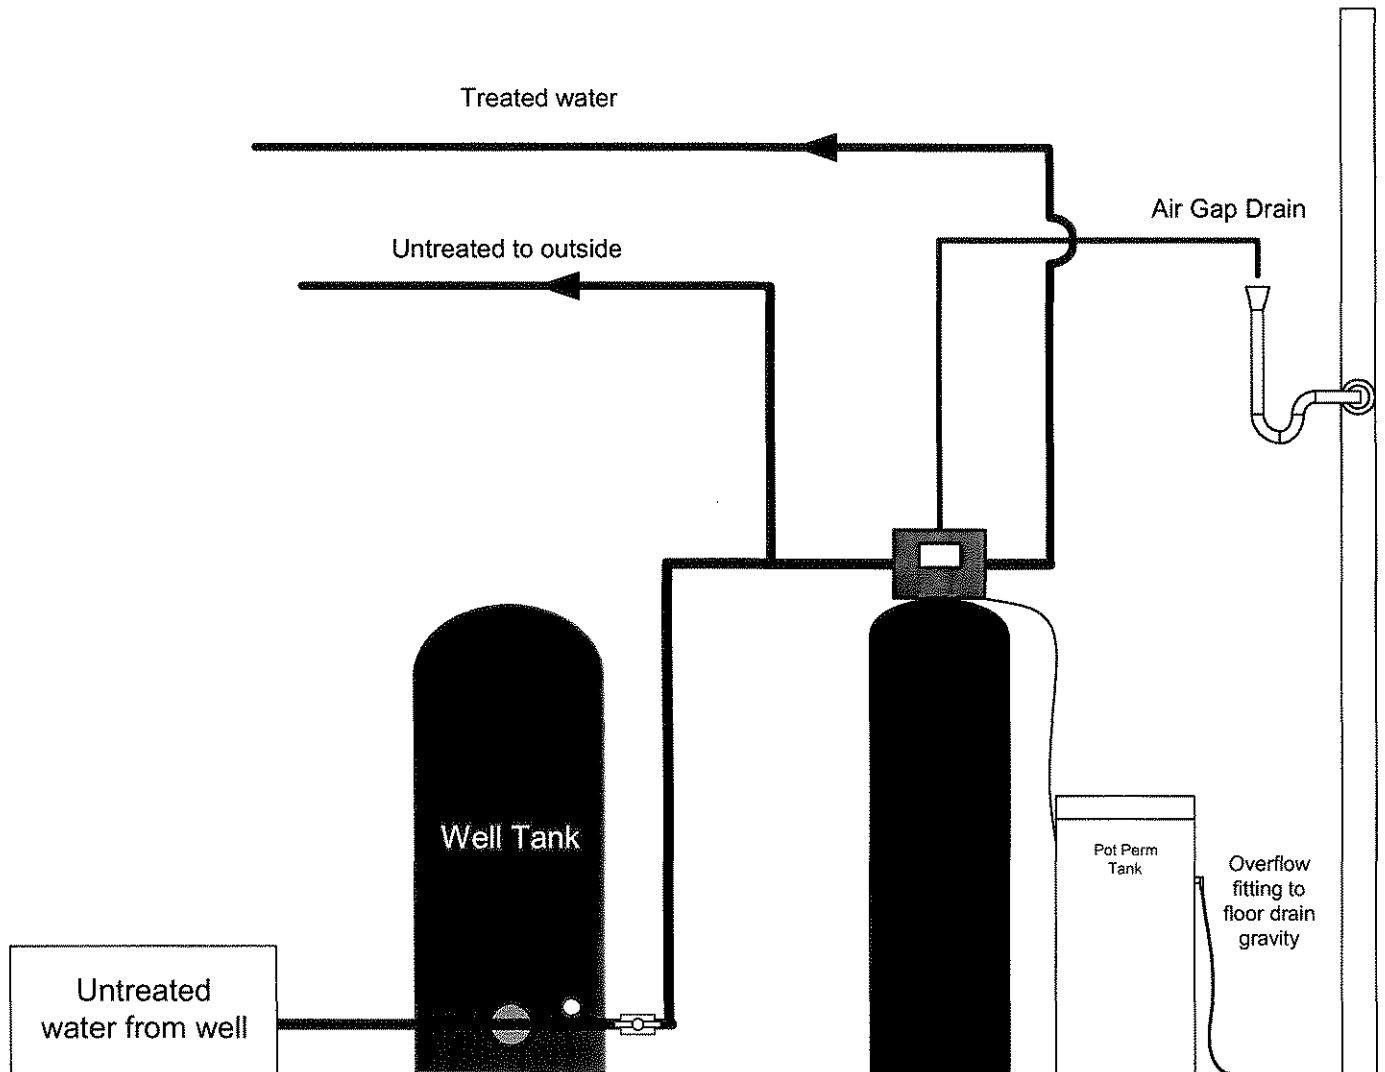 Treated water
Air Gap Drain
Untreated to outside
Well Tank
Pot Perm
Tank
Overflow
fitting to
floor drain
gravity
Untreated
water from well